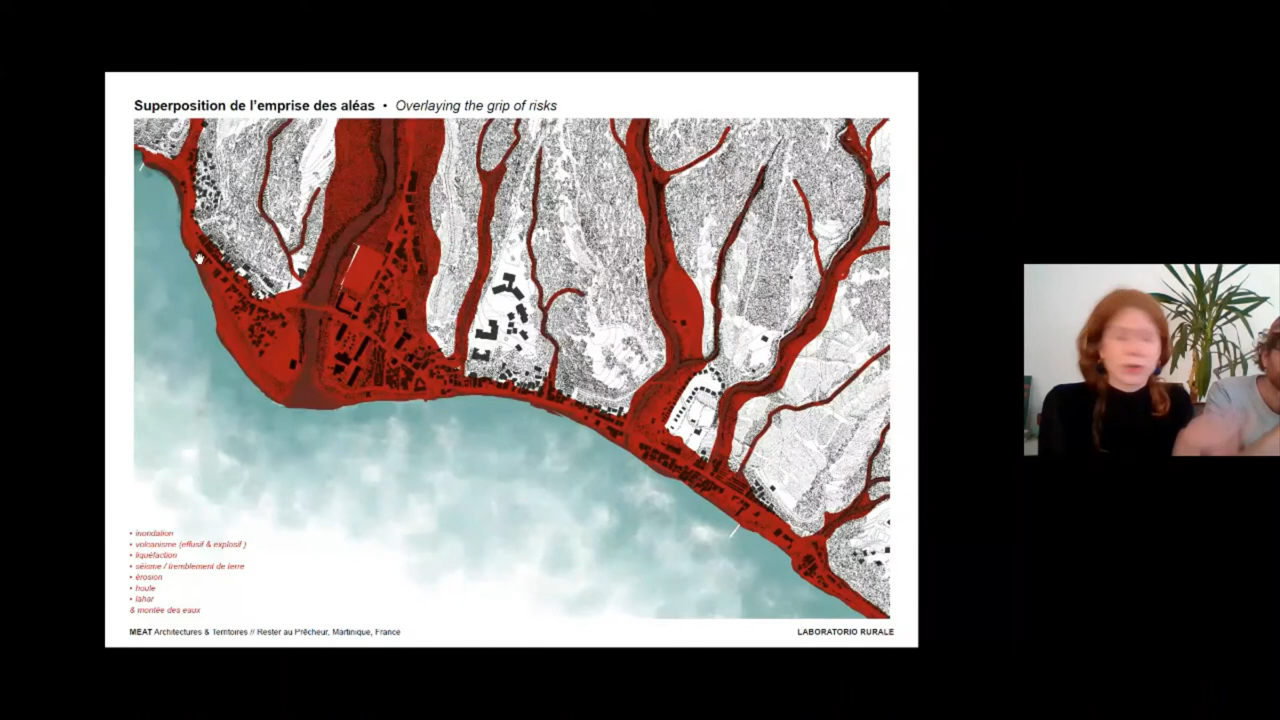 Superposition de l'emprise des aléas • Overlaying the grip of risks
• inondation
• volcanisme (effusif & explosif )
• liquéfaction
• séisme / tremblement de terre
• érosion
• houle
• lahar
& montée des eaux
MEAT Architectures & Territoires // Rester au Prêcheur, Martinique, France
LABORATORIO RURALE